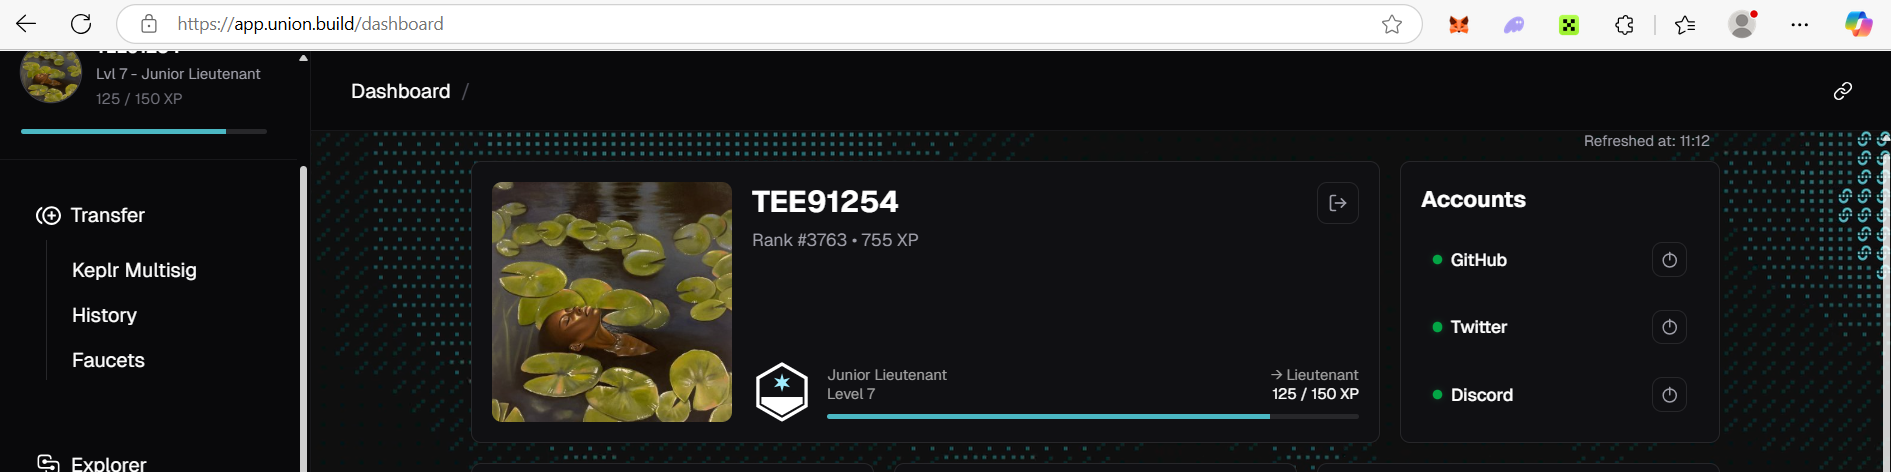 https://app.union.build/dashboard
Lvl 7 - Junior Lieutenant
125 / 150 XP
Transfer
Keplr Multisig
History
Faucets
Explorer
Dashboard /
Refreshed at: 11:12
TEE91254
Rank #3763 • 755 XP
Junior Lieutenant
Level 7
→ Lieutenant
125 / 150 XP
Accounts
GitHub
Twitter
Discord